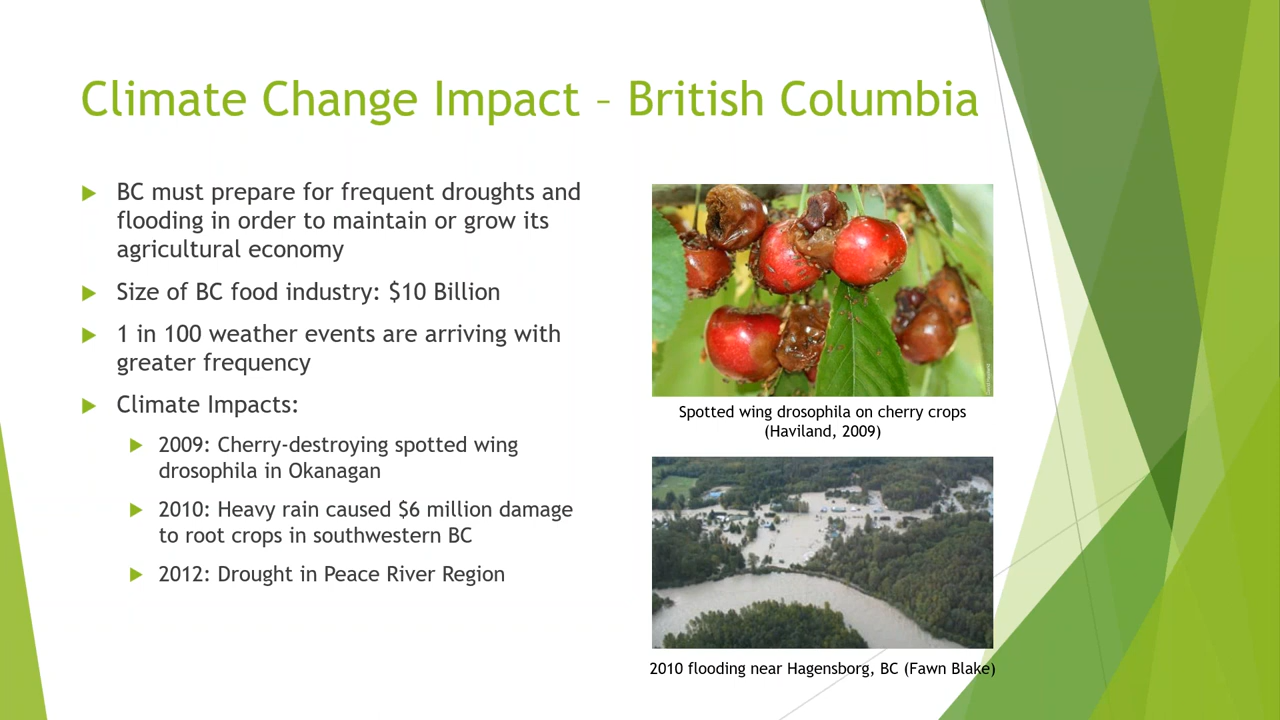 Climate Change Impact – British Columbia
BC must prepare for frequent droughts and
flooding in order to maintain or grow its
agricultural economy
Size of BC food industry: $10 Billion
1 in 100 weather events are arriving with
greater frequency
Climate Impacts:
2009: Cherry-destroying spotted wing
drosophila in Okanagan
2010: Heavy rain caused $6 million damage
to root crops in southwestern BC
2012: Drought in Peace River Region
Spotted wing drosophila on cherry crops
(Haviland, 2009)
2010 flooding near Hagensborg, BC (Fawn Blake)